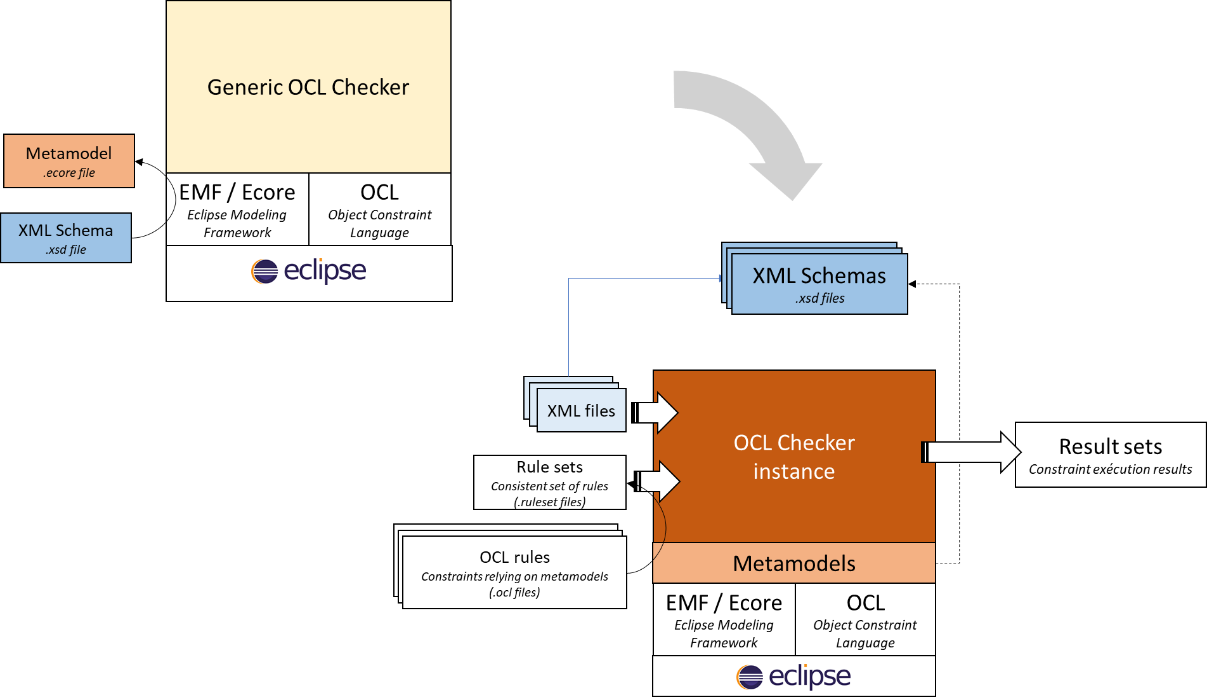 Generic OCL Checker
Metamodel
.ecore file
XML Schema
.xsd file
EMF / Ecore
Eclipse Modeling
Framework
OCL
Object Constraint
Language
eclipse
XML Schemas
.xsd files
XML files
Rule sets
Consistent set of rules
(.ruleset files)
OCL rules
Constraints relying on metamodels
(.ocl files)
OCL Checker
instance
Result sets
Constraint exécution results
Metamodels
EMF / Ecore
Eclipse Modeling
Framework
OCL
Object Constraint
Language
eclipse